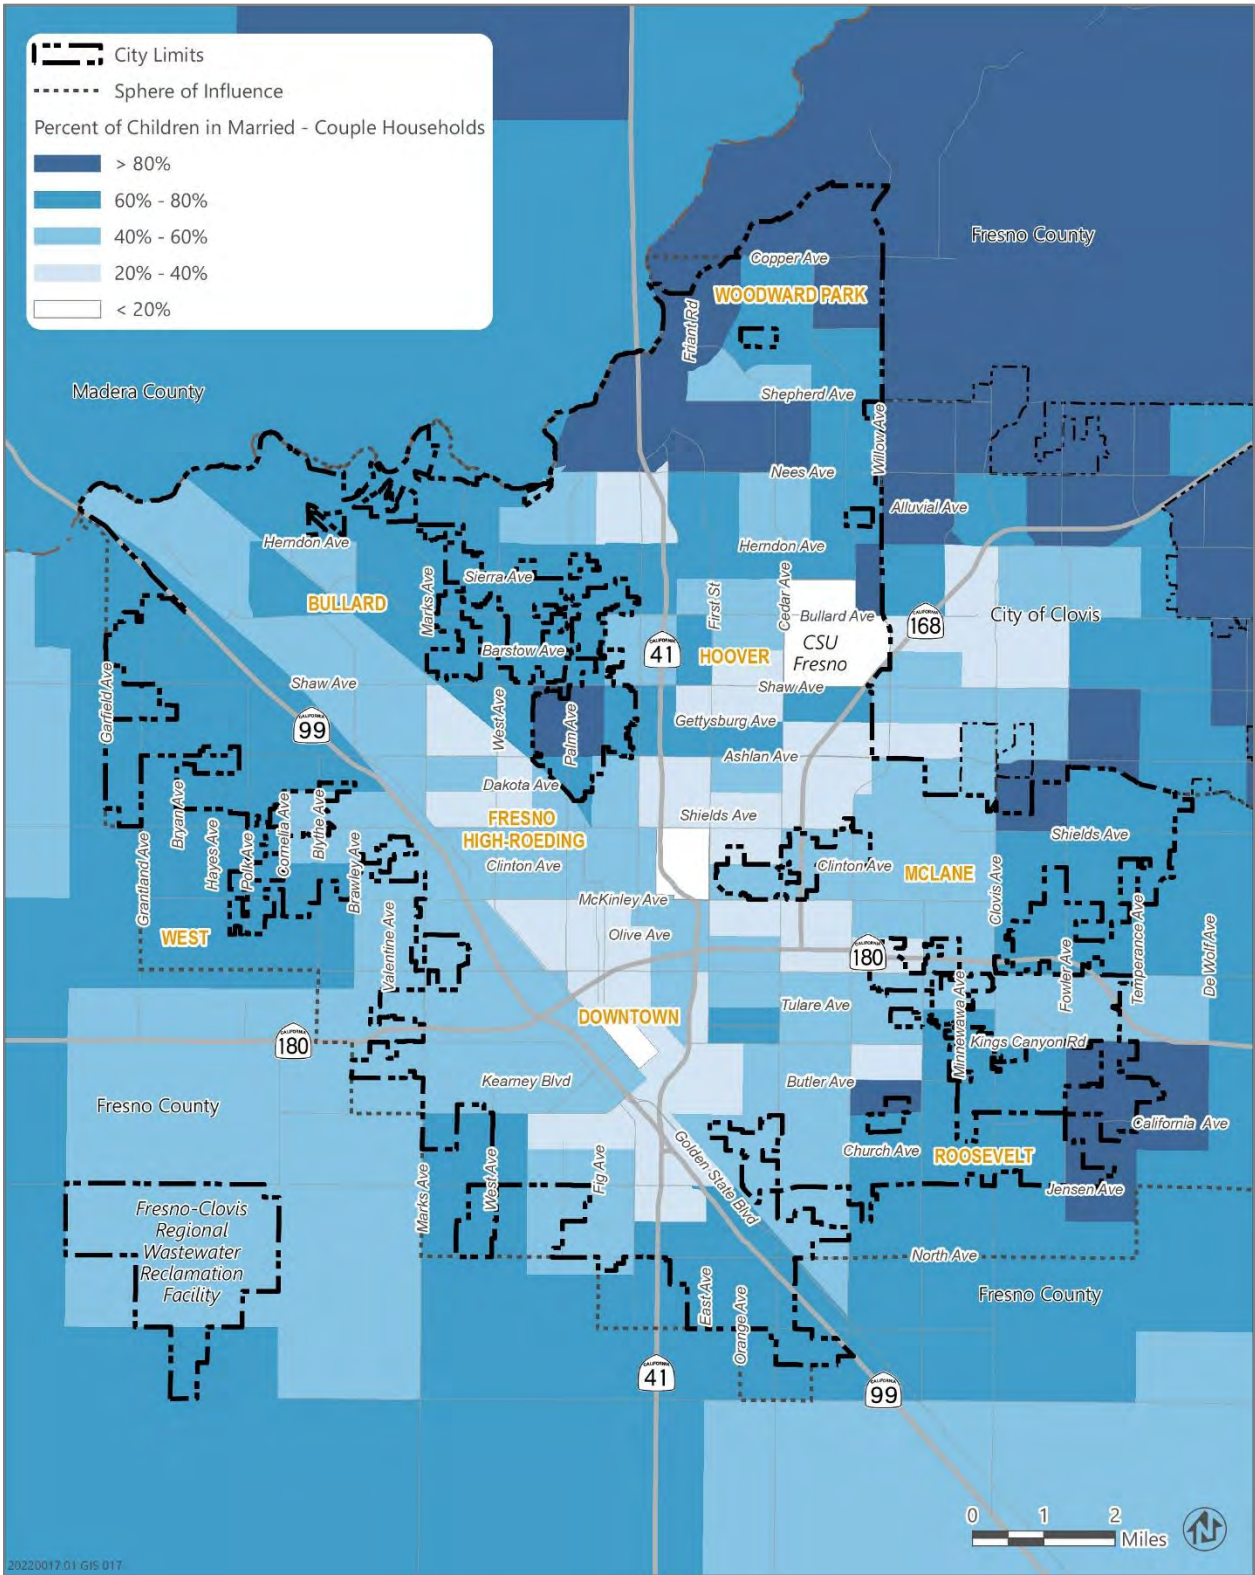 City Limits
Sphere of Influence
Percent of Children in Married - Couple Households
> 80%
60% - 80%
40% - 60%
20% - 40%
< 20%
Fresno County
Copper Ave
WOODWARD PARK
Friant Rd
Madera County
Shepherd Ave
Willow Ave
Nees Ave
Alluvial Ave
Herndon Ave
Herndon Ave
Sierra Ave
Marks Ave
BULLARD
First St
Cedar Ave
Bullard Ave
CALIFORNIA
168
City of Clovis
CSU
Fresno
Barstow Ave
CALIFORNIA
41
HOOVER
Garfield Ave
Shaw Ave
Shaw Ave
CALIFORNIA
99
West Ave
Palm Ave
Gettysburg Ave
Ashlan Ave
Dakota Ave
Bryan Ave
Blythe Ave
Cornelia Ave
FRESNO
HIGH-ROEDING
Shields Ave
Shields Ave
Grantland Ave
Hayes Ave
Polk Ave
Brawley Ave
Clinton Ave
Clinton Ave
MCLANE
Clovis Ave
McKinley Ave
WEST
Valentine Ave
Olive Ave
CALIFORNIA
180
Fowler Ave
Temperance Ave
De Wolf Ave
DOWNTOWN
Tulare Ave
Minnewawa Ave
CALIFORNIA
180
Kings Canyon Rd
Kearney Blvd
Butler Ave
Fresno County
California Ave
Golden State Blvd
Church Ave
ROOSEVELT
Marks Ave
West Ave
Fig Ave
Jensen Ave
Fresno-Clovis
Regional
Wastewater
Reclamation
Facility
North Ave
East Ave
Orange Ave
Fresno County
CALIFORNIA
41
CALIFORNIA
99
0 1 2
Miles
N
20220017.01 GIS 017